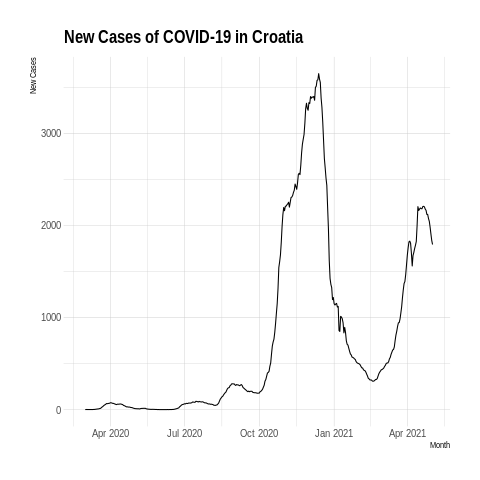 New Cases of COVID-19 in Croatia
New Cases
3000
2000
1000
0
Apr 2020 Jul 2020 Oct 2020 Jan 2021 Apr 2021
Month